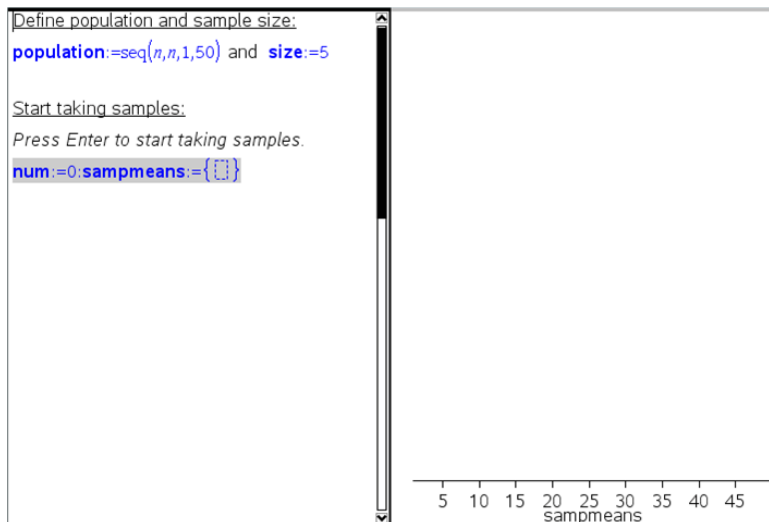 Define population and sample size:
population:=seq(n,n,1,50) and size:=5
Start taking samples:
Press Enter to start taking samples.
num:=0:sampmeans:={▯}
5 10 15 20 25 30 35 40 45
sampmeans